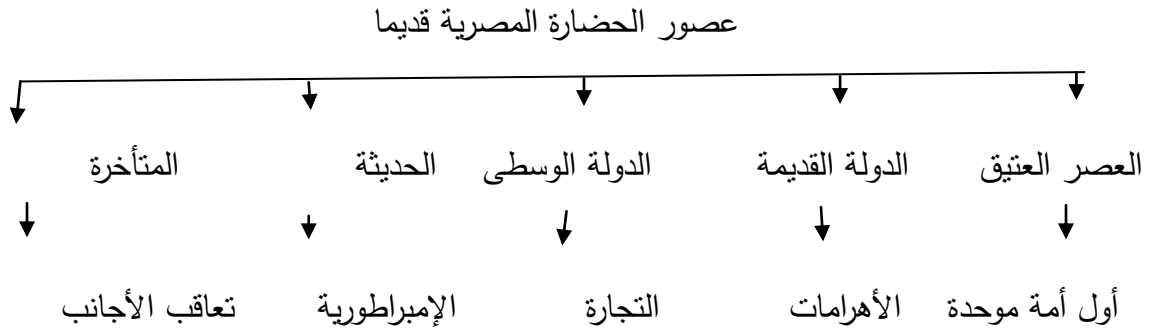 عصور الحضارة المصرية قديما
العصر العتيق الدولة القديمة الدولة الوسطى الحديثة المتأخرة
أول أمة موحدة الأهرامات التجارة الإمبراطورية تعاقب الأجانب